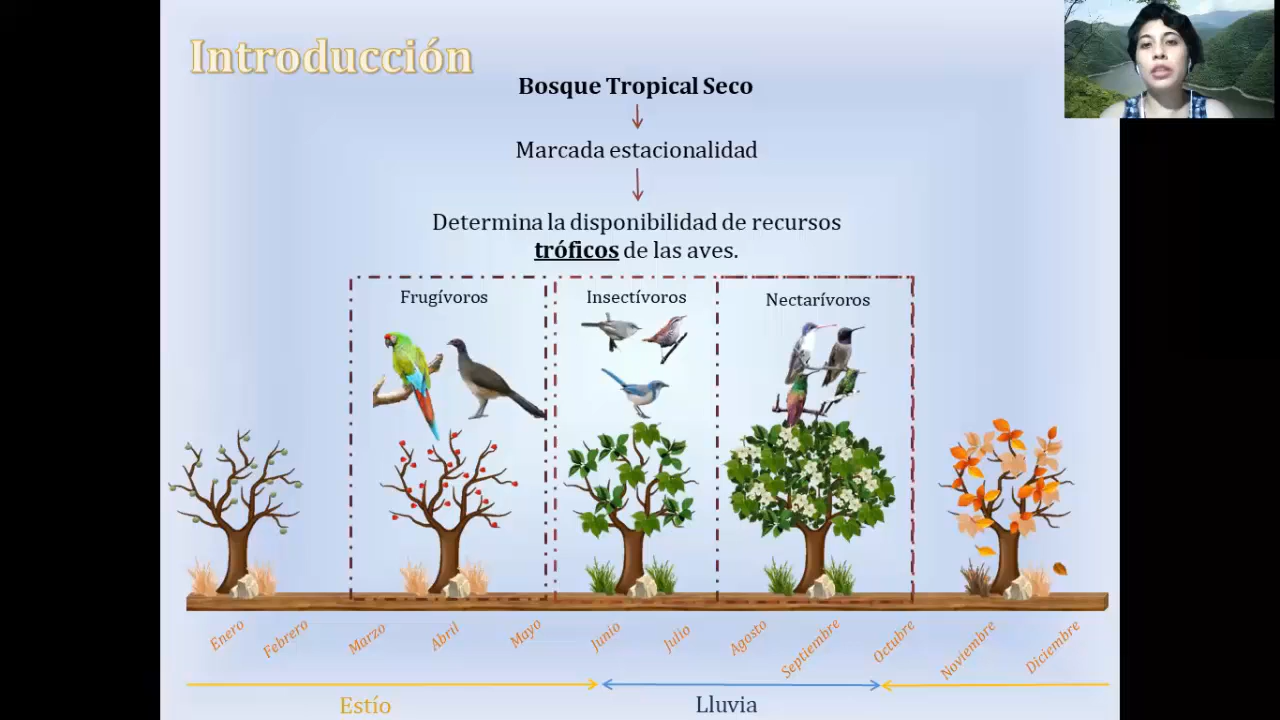 Introducción
Bosque Tropical Seco
Marcada estacionalidad
Determina la disponibilidad de recursos
tróficos de las aves.
Frugívoros
Insectívoros
Nectarívoros
Enero
Febrero
Marzo
Abril
Mayo
Junio
Julio
Agosto
Septiembre
Octubre
Noviembre
Diciembre
Estío
Lluvia